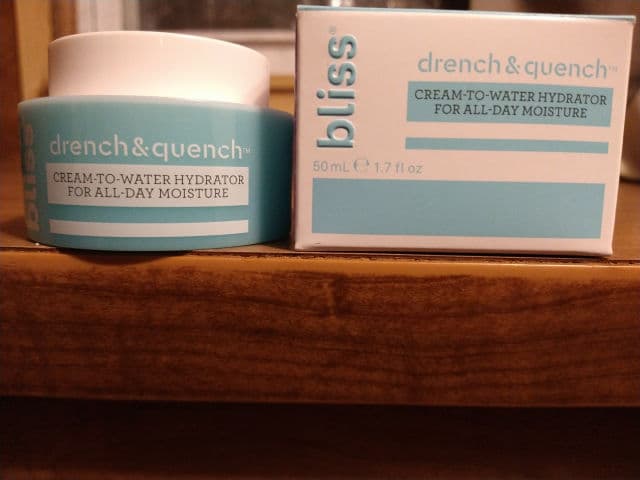 bliss
drench & quench™
CREAM-TO-WATER HYDRATOR
FOR ALL-DAY MOISTURE
bliss®
drench & quench™
CREAM-TO-WATER HYDRATOR
FOR ALL-DAY MOISTURE
50 mL ℮ 1.7 fl oz